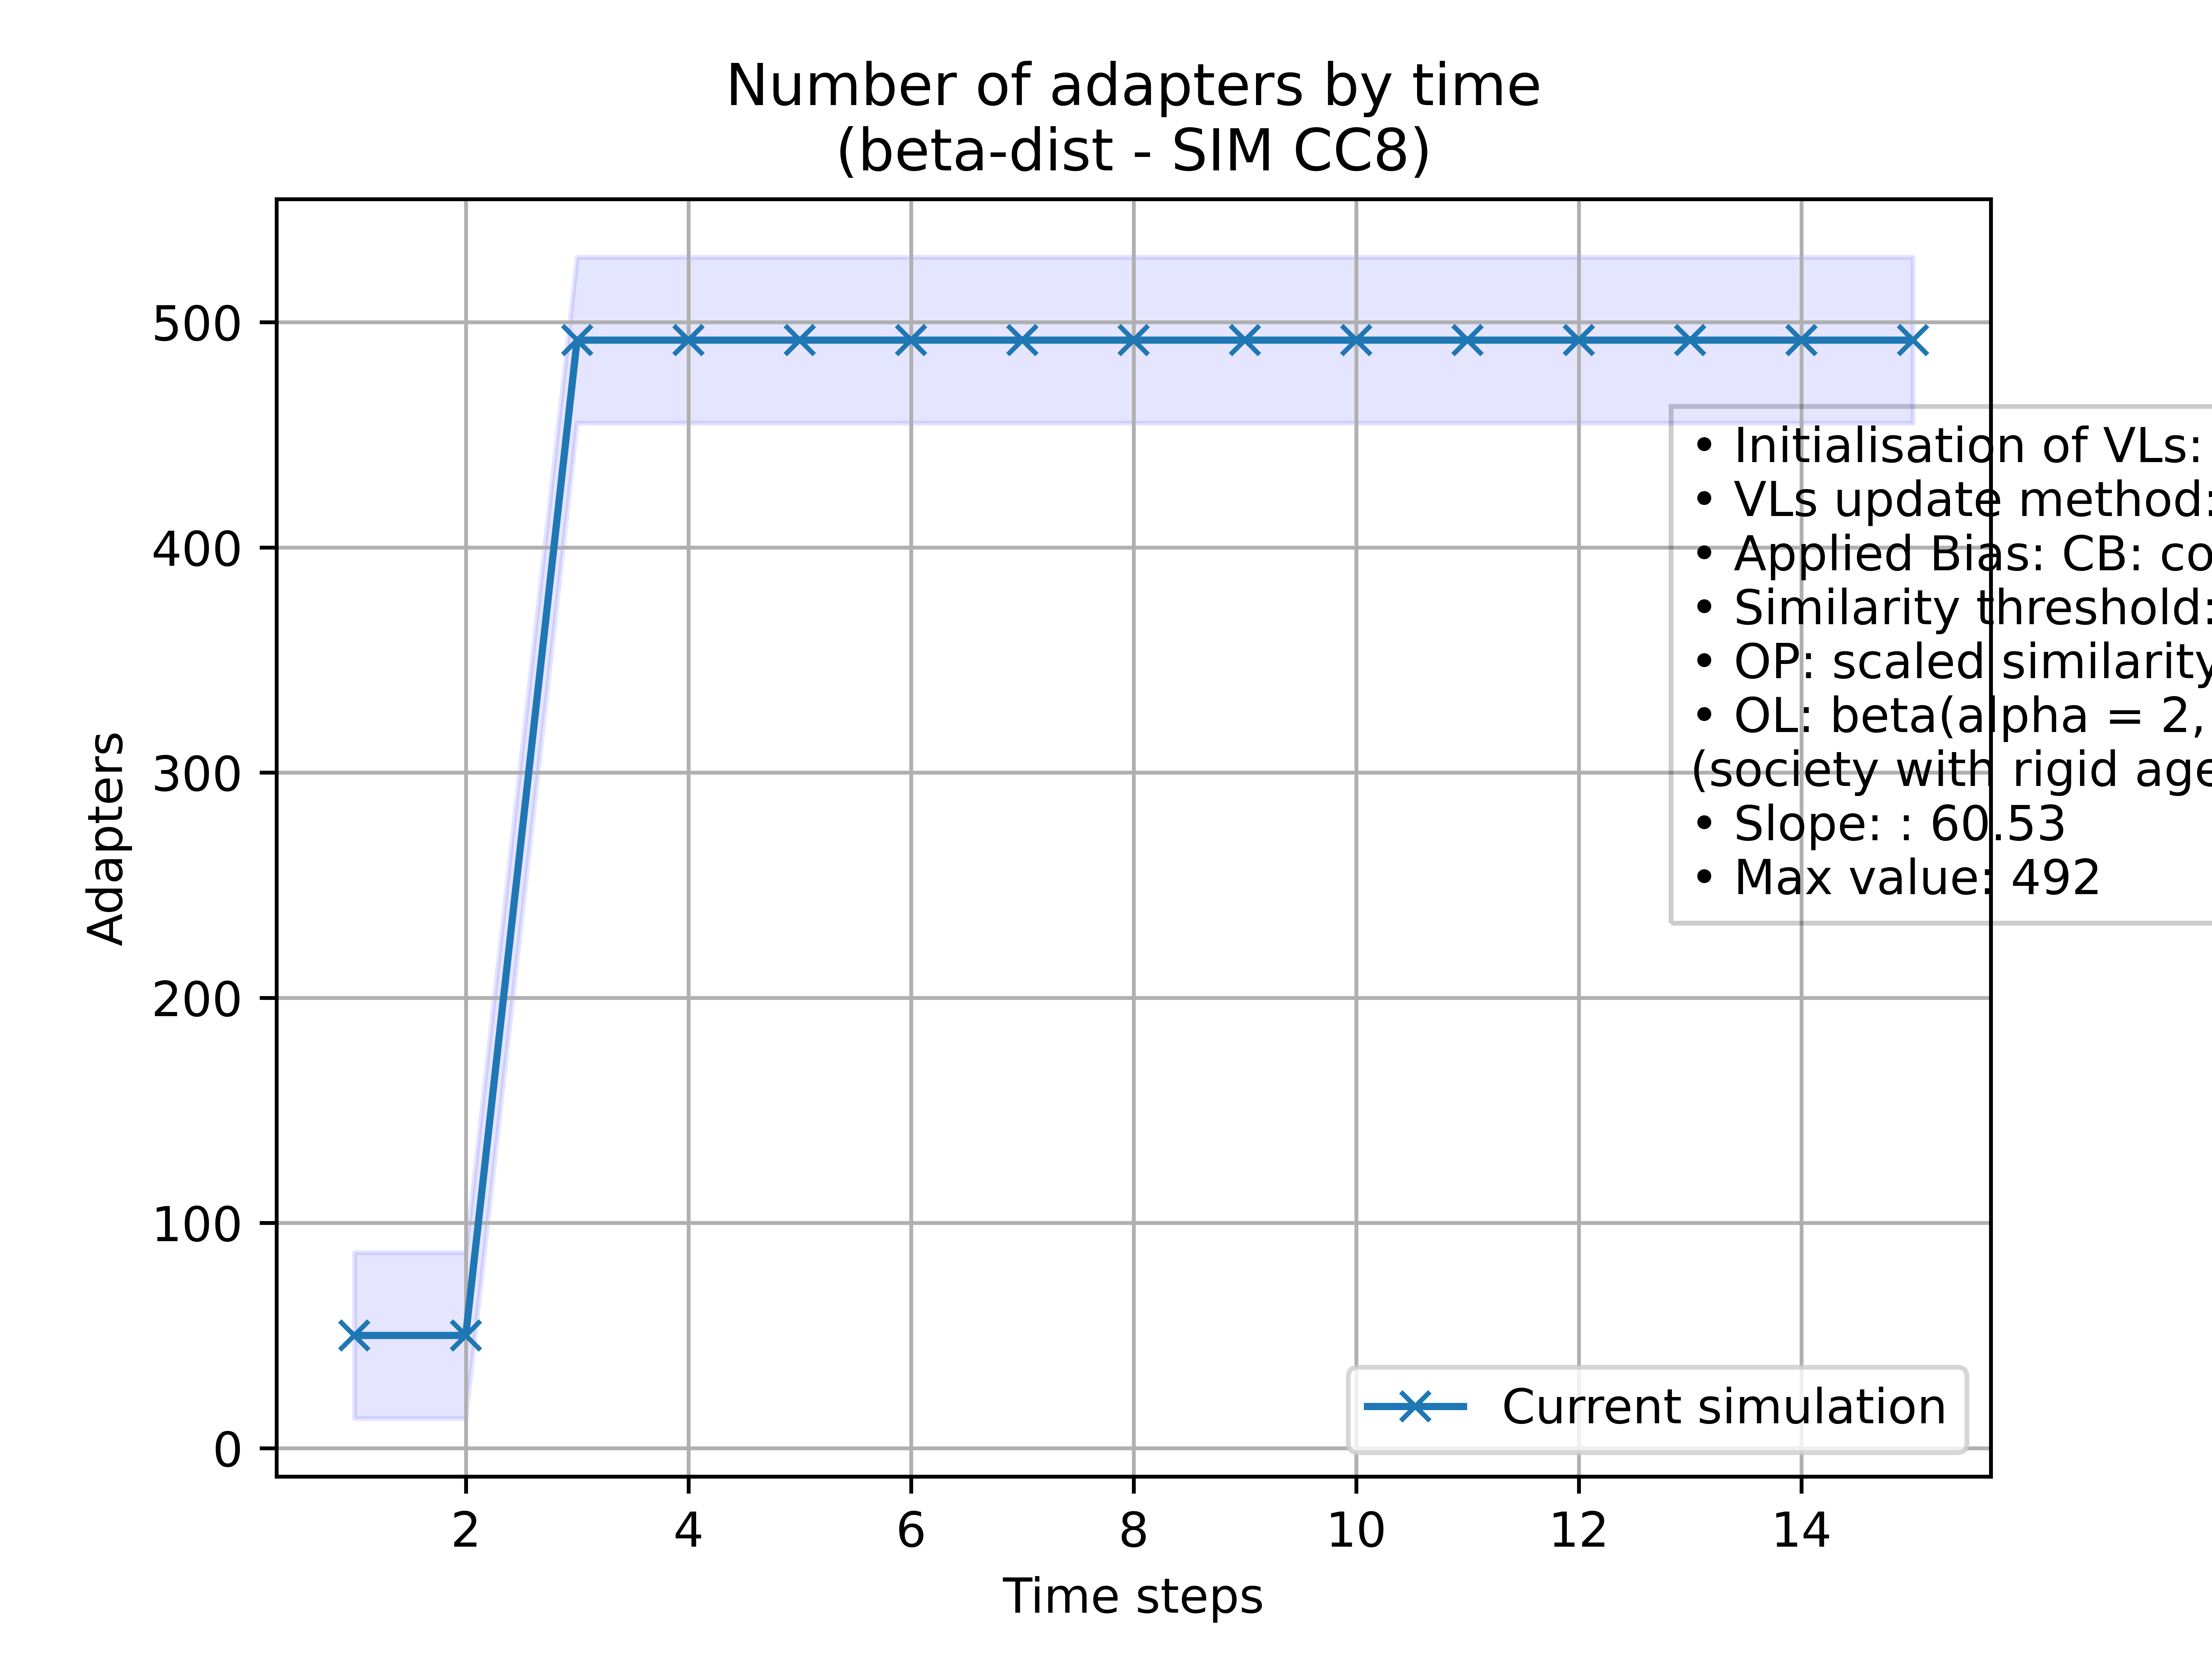 Number of adapters by time
(beta-dist - SIM CC8)
500
400
300
200
100
0
Adapters
• Initialisation of VLs:
• VLs update method:
• Applied Bias: CB:
• Similarity threshold:
• OP: scaled similarity
• OL: beta(alpha = 2,
(society with rigid
• Slope: : 60.53
• Max value: 492
Current simulation
2 4 6 8 10 12 14
Time steps